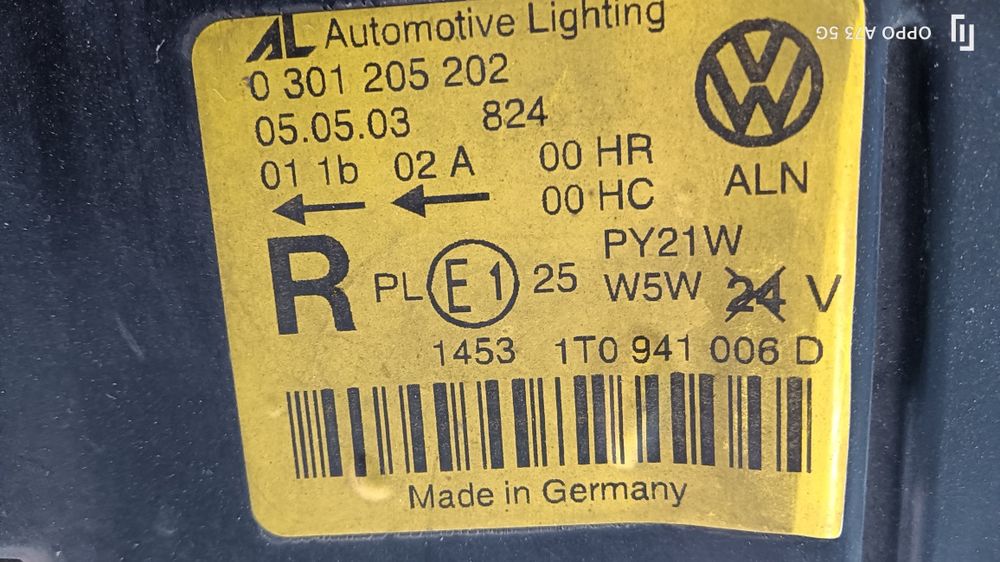 AL Automotive Lighting
0 301 205 202
05.05.03 824
01 1b 02 A 00 HR
00 HC
ALN
R PL E1 25 PY21W
W5W 24 V
1453 1T0 941 006 D
Made in Germany
OPPO A73 5G